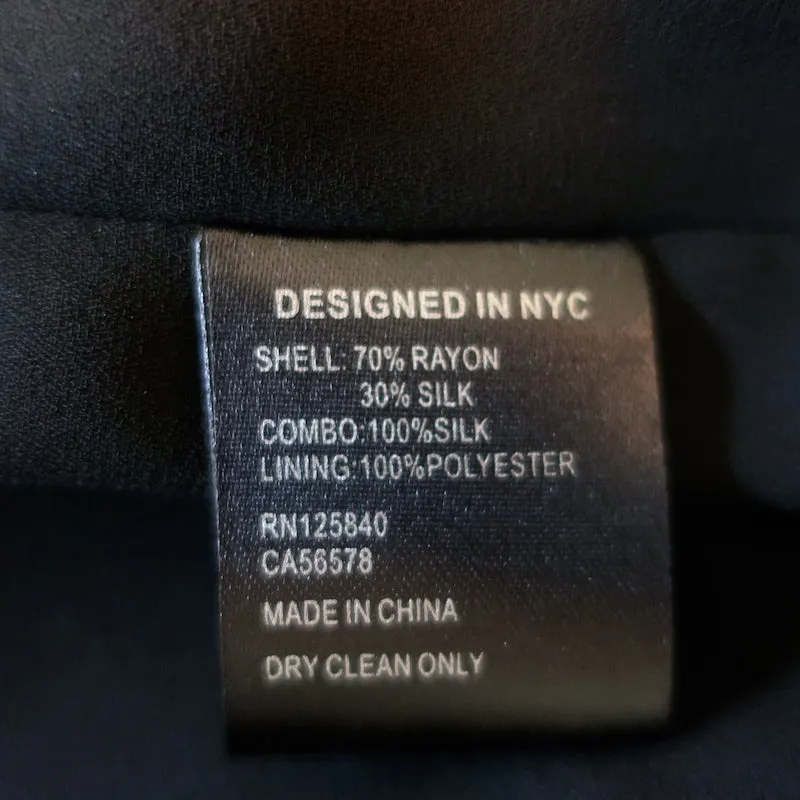 DESIGNED IN NYC
SHELL: 70% RAYON
30% SILK
COMBO:100%SILK
LINING:100%POLYESTER
RN125840
CA56578
MADE IN CHINA
DRY CLEAN ONLY